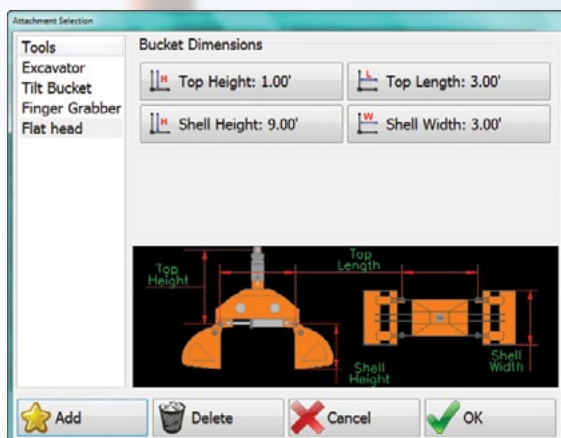 Attachment Selection
Tools
Excavator
Tilt Bucket
Finger Grabber
Flat head
Bucket Dimensions
H Top Height: 1.00'
L Top Length: 3.00'
H Shell Height: 9.00'
W Shell Width: 3.00'
Top
Height
Top
Length
Shell
Height
Shell
Width
Add
Delete
Cancel
OK